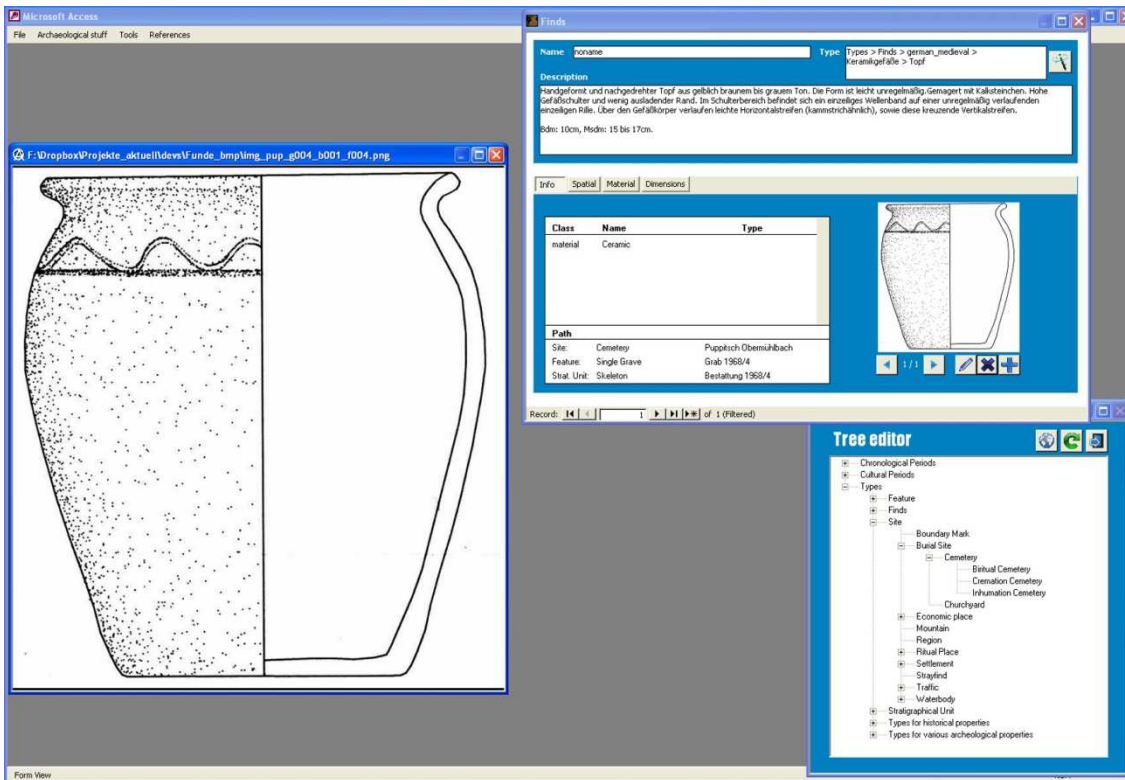 Microsoft Access
File Archaeological stuff Tools References
F:\Dropbox\Projekte_aktuell\devs\Funde_bmp\img_pup_g004_b001_f004.png
Finds
Name noname
Type Types > Finds > german_medieval >
Keramikgefäße > Topf
Description
Handgeformt und nachgedrehter Topf aus gelblich braunem bis grauem Ton. Die Form ist leicht unregelmäßig.Gemagert mit Kalksteinchen. Hohe
Gefäßschulter und wenig ausladender Rand. Im Schulterbereich befindet sich ein einzeiliges Wellenband auf einer unregelmäßig verlaufenden
einzeiligen Rille. Über den Gefäßkörper verlaufen leichte Horizontalstreifen (kammstrichähnlich), sowie diese kreuzende Vertikalstreifen.
Bdm: 10cm, Msdm: 15 bis 17cm.
Info Spatial Material Dimensions
Class Name Type
material Ceramic
Path
Site: Cemetery Puppitsch Obermühlbach
Feature: Single Grave Grab 1968/4
Strat. Unit: Skeleton Bestattung 1968/4
1/1
Record: 1 of 1 (Filtered)
Tree editor
Chronological Periods
Cultural Periods
Types
Feature
Finds
Site
Boundary Mark
Burial Site
Cemetery
Biritual Cemetery
Cremation Cemetery
Inhumation Cemetery
Churchyard
Economic place
Mountain
Region
Ritual Place
Settlement
Strayfind
Traffic
Waterbody
Stratigraphical Unit
Types for historical properties
Types for various archeological properties
Form View